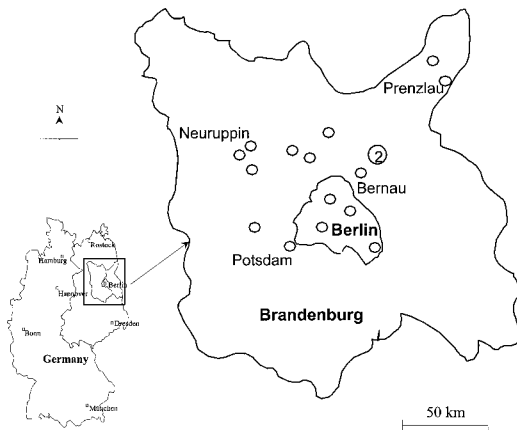 N
Prenzlau
Neuruppin
2
Bernau
Berlin
Potsdam
Brandenburg
Rostock
Hamburg
Berlin
Hannover
Dresden
Bonn
Germany
München
50 km